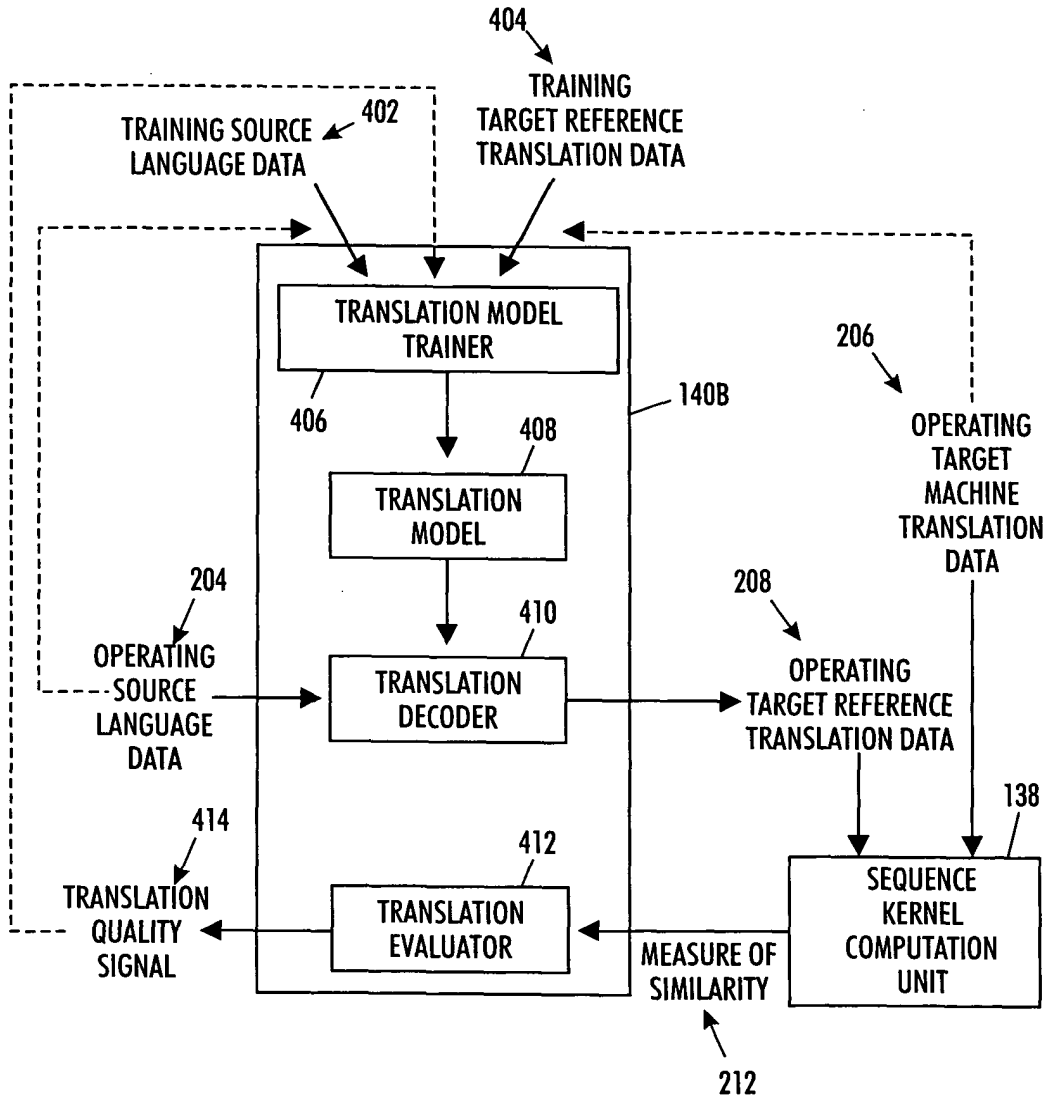 404
TRAINING
TARGET REFERENCE
TRANSLATION DATA
402
TRAINING SOURCE
LANGUAGE DATA
TRANSLATION MODEL
TRAINER
406
140B
206
OPERATING
TARGET
MACHINE
TRANSLATION
DATA
408
TRANSLATION
MODEL
204
OPERATING
SOURCE
LANGUAGE
DATA
410
TRANSLATION
DECODER
208
OPERATING
TARGET REFERENCE
TRANSLATION DATA
138
SEQUENCE
KERNEL
COMPUTATION
UNIT
414
TRANSLATION
QUALITY
SIGNAL
412
TRANSLATION
EVALUATOR
MEASURE OF
SIMILARITY
212